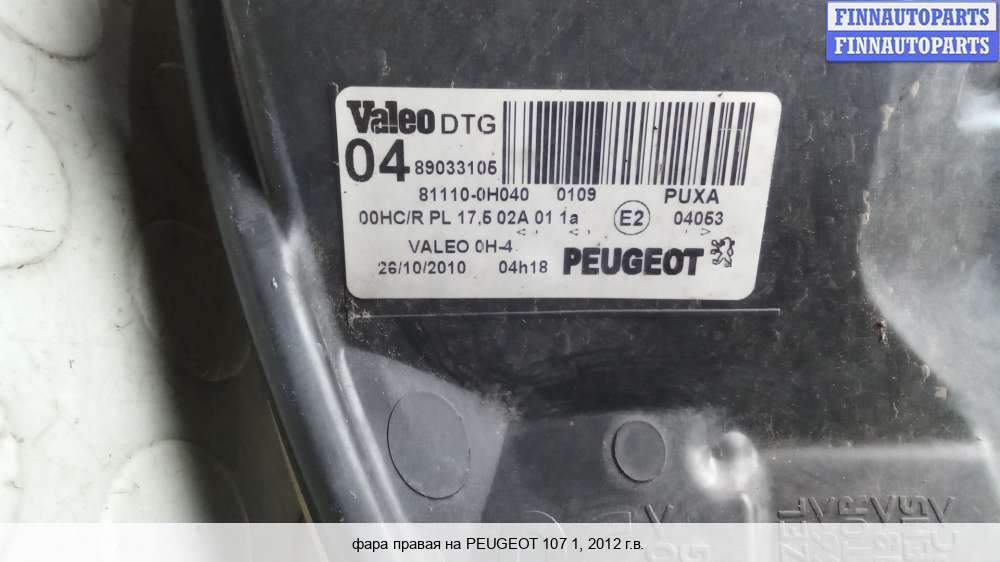 FINNAUTOPARTS
FINNAUTOPARTS
Valeo DTG
04 89033105
81110-0H040 0109 PUXA
00HC/R PL 17,5 02A 01 1a E2 04053
VALEO 0H-4
26/10/2010 04h18 PEUGEOT
фара правая на PEUGEOT 107 1, 2012 г.в.